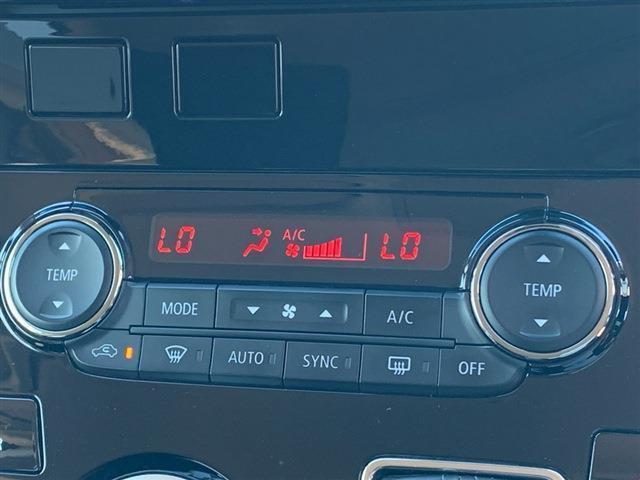 LO A/C LO
TEMP
TEMP
MODE
A/C
AUTO
SYNC
OFF